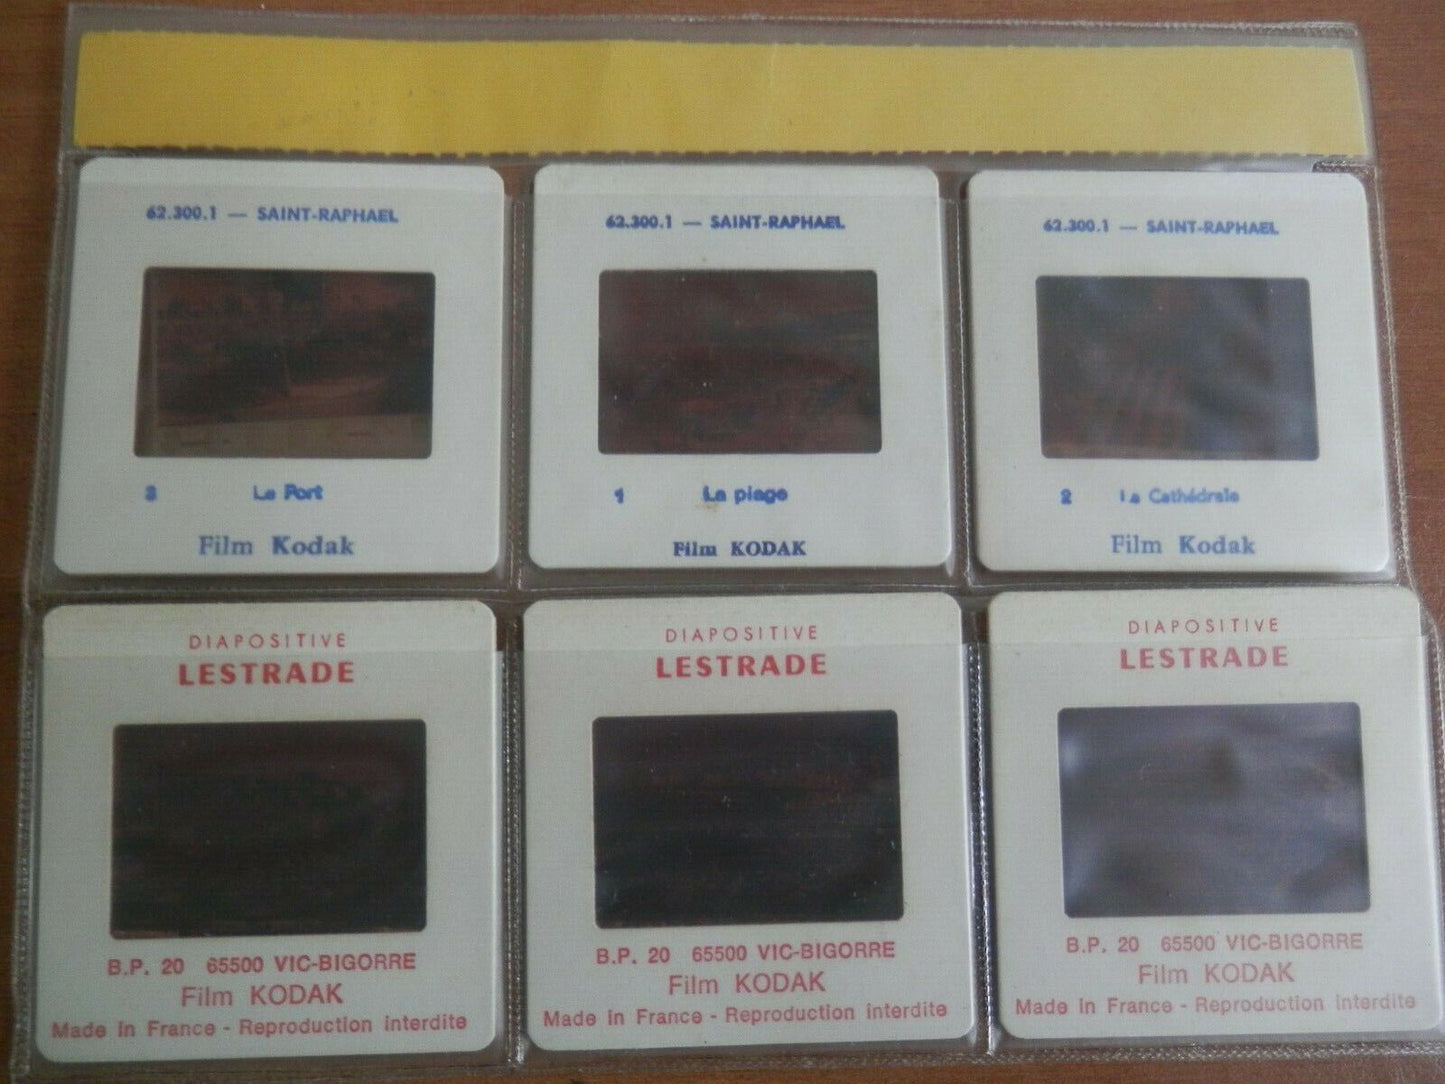 62.300.1 — SAINT-RAPHAEL
3 Le Port
Film Kodak
62.300.1 — SAINT-RAPHAEL
1 La plage
Film KODAK
62.300.1 — SAINT-RAPHAEL
2 La Cathédrale
Film Kodak
DIAPOSITIVE
LESTRADE
B.P. 20 65500 VIC-BIGORRE
Film KODAK
Made in France - Reproduction interdite
DIAPOSITIVE
LESTRADE
B.P. 20 65500 VIC-BIGORRE
Film KODAK
Made in France - Reproduction interdite
DIAPOSITIVE
LESTRADE
B.P. 20 65500 VIC-BIGORRE
Film KODAK
Made in France - Reproduction interdite